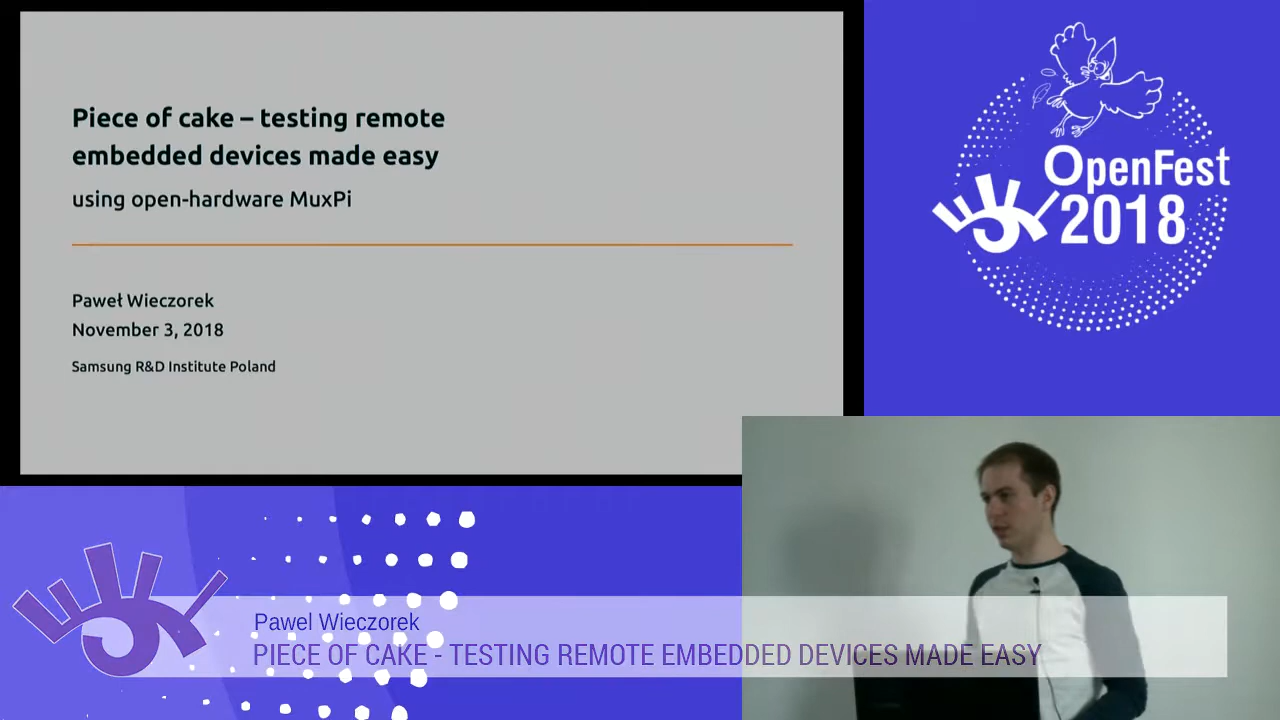 Piece of cake – testing remote
embedded devices made easy
using open-hardware MuxPi
Paweł Wieczorek
November 3, 2018
Samsung R&D Institute Poland
OpenFest
2018
Pawel Wieczorek
PIECE OF CAKE - TESTING REMOTE EMBEDDED DEVICES MADE EASY